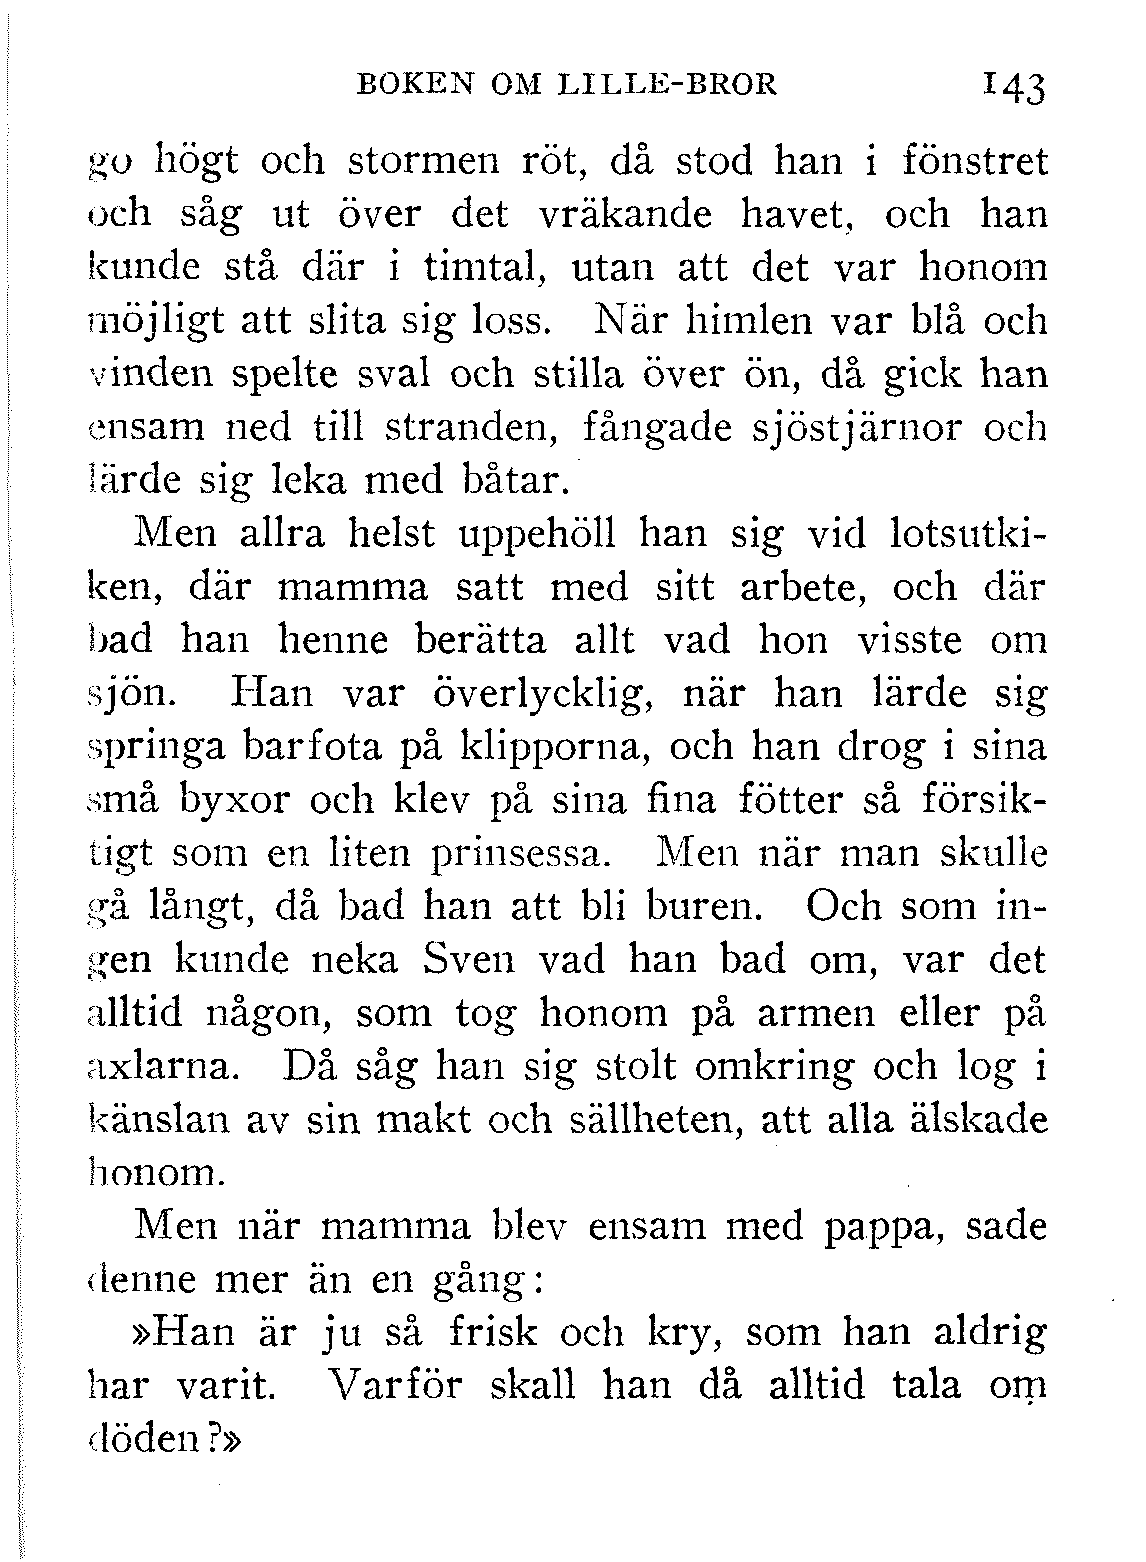 BOKEN OM LILLE-BROR 143
go högt och stormen röt, då stod han i fönstret
och såg ut över det vräkande havet, och han
kunde stå där i timtal, utan att det var honom
möjligt att slita sig loss. När himlen var blå och
vinden spelte sval och stilla över ön, då gick han
ensam ned till stranden, fångade sjöstjärnor och
lärde sig leka med båtar.
Men allra helst uppehöll han sig vid lotsutki-
ken, där mamma satt med sitt arbete, och där
bad han henne berätta allt vad hon visste om
sjön. Han var överlycklig, när han lärde sig
springa barfota på klipporna, och han drog i sina
små byxor och klev på sina fina fötter så försik-
tigt som en liten prinsessa. Men när man skulle
gå långt, då bad han att bli buren. Och som in-
gen kunde neka Sven vad han bad om, var det
alltid någon, som tog honom på armen eller på
axlarna. Då såg han sig stolt omkring och log i
känslan av sin makt och sällheten, att alla älskade
honom.
Men när mamma blev ensam med pappa, sade
denne mer än en gång:
»Han är ju så frisk och kry, som han aldrig
har varit. Varför skall han då alltid tala om
döden?»